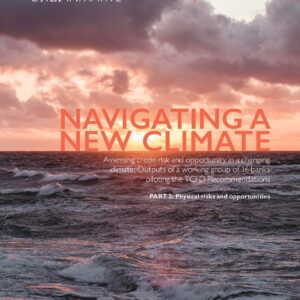 NAVIGATING A
NEW CLIMATE
Assessing credit risk and opportunity in a changing
climate: Outputs of a working group of 16 banks
piloting the TCFD Recommendations
PART 2: Physical risks and opportunities